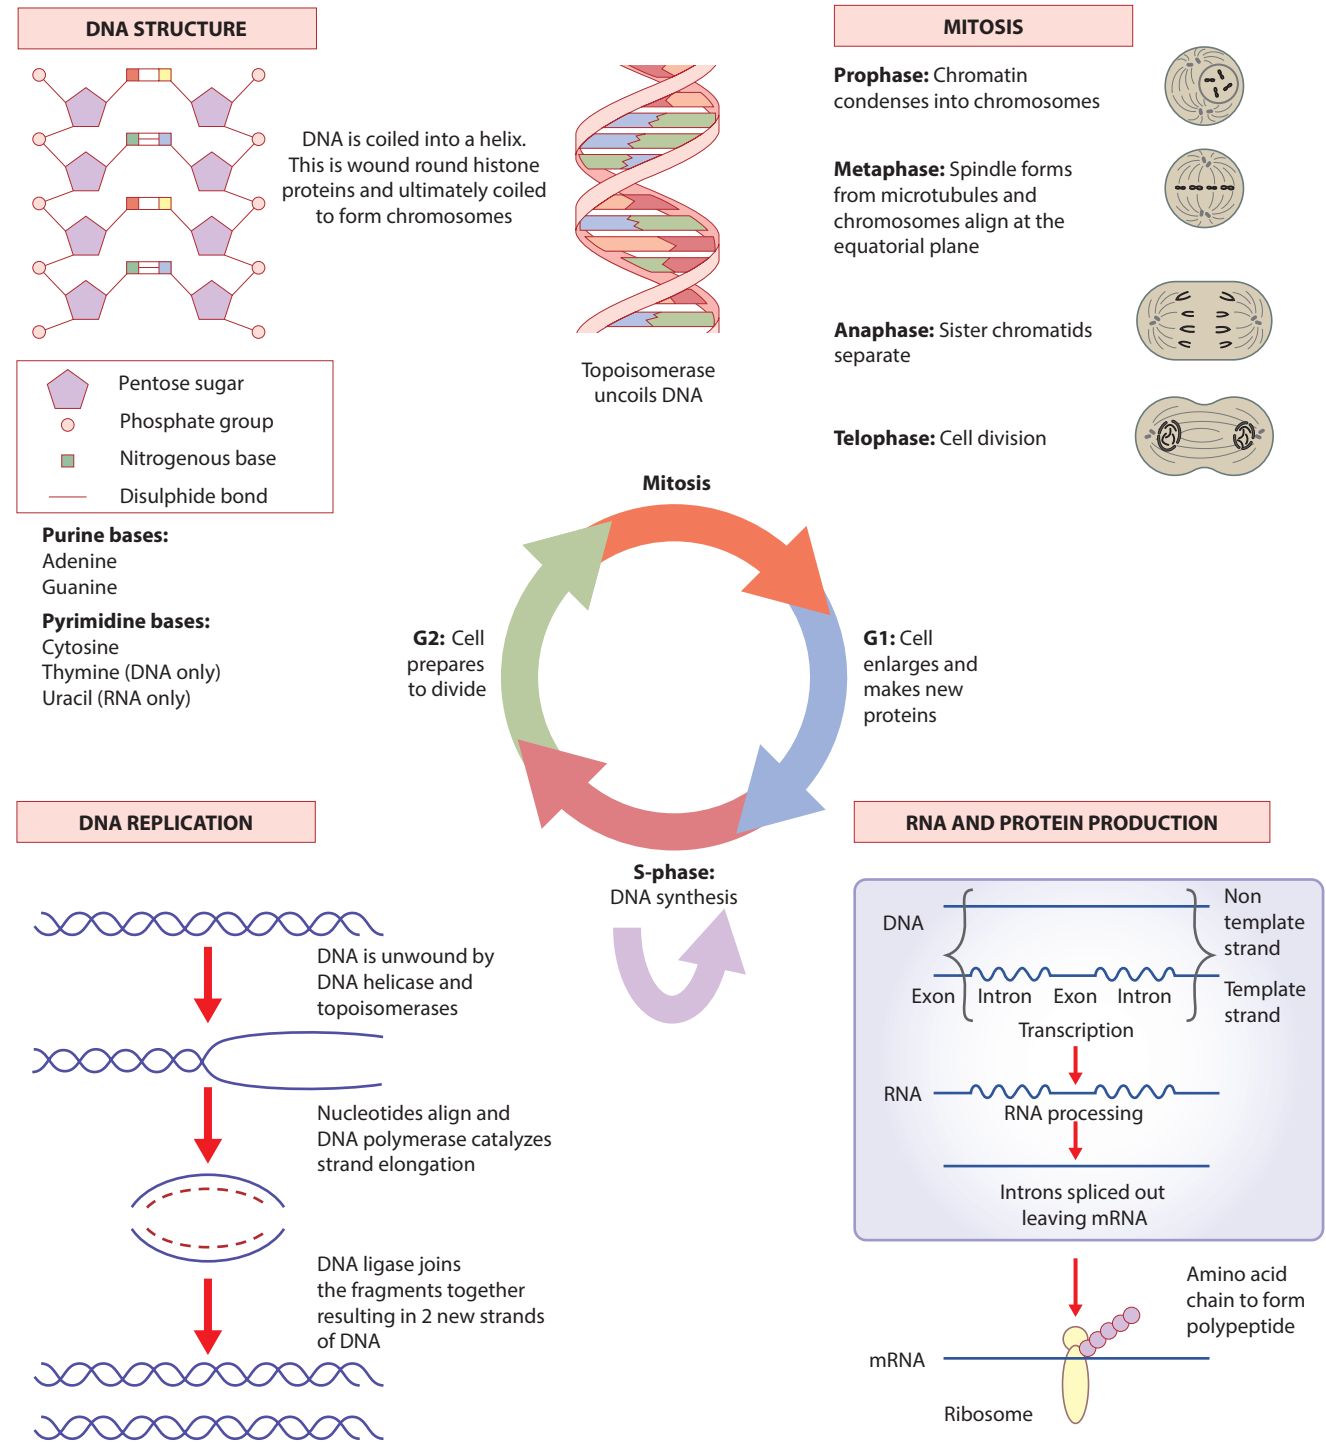 DNA STRUCTURE
DNA is coiled into a helix.
This is wound round histone
proteins and ultimately coiled
to form chromosomes
Topoisomerase
uncoils DNA
Pentose sugar
Phosphate group
Nitrogenous base
Disulphide bond
Purine bases:
Adenine
Guanine
Pyrimidine bases:
Cytosine
Thymine (DNA only)
Uracil (RNA only)
MITOSIS
Prophase: Chromatin
condenses into chromosomes
Metaphase: Spindle forms
from microtubules and
chromosomes align at the
equatorial plane
Anaphase: Sister chromatids
separate
Telophase: Cell division
Mitosis
G1: Cell
enlarges and
makes new
proteins
S-phase:
DNA synthesis
G2: Cell
prepares
to divide
DNA REPLICATION
DNA is unwound by
DNA helicase and
topoisomerases
Nucleotides align and
DNA polymerase catalyzes
strand elongation
DNA ligase joins
the fragments together
resulting in 2 new strands
of DNA
RNA AND PROTEIN PRODUCTION
DNA
Non
template
strand
Exon Intron Exon Intron
Template
strand
Transcription
RNA
RNA processing
Introns spliced out
leaving mRNA
Amino acid
chain to form
polypeptide
mRNA
Ribosome